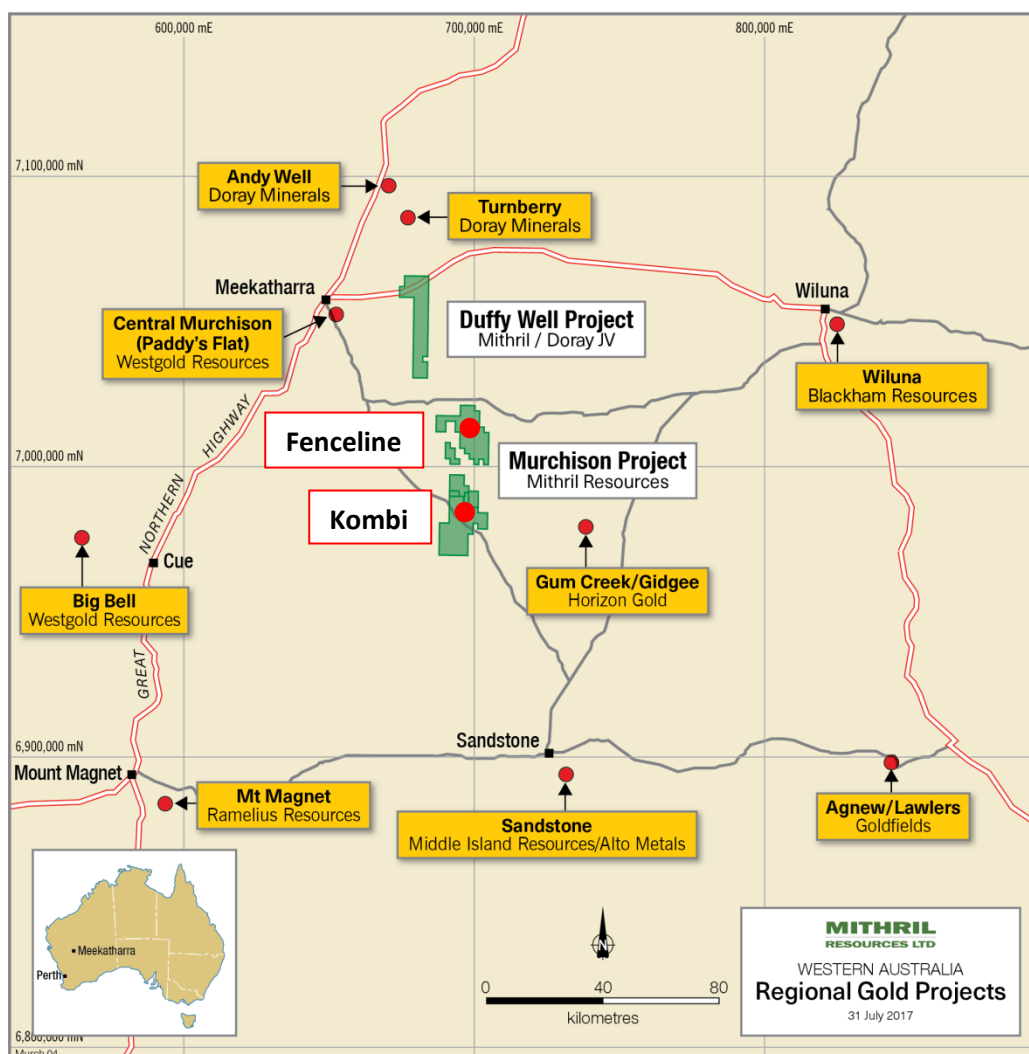 600,000 mE
700,000 mE
800,000 mE
7,100,000 mN
Andy Well
Doray Minerals
Turnberry
Doray Minerals
Meekatharra
Wiluna
Central Murchison
(Paddy's Flat)
Westgold Resources
Duffy Well Project
Mithril / Doray JV
Wiluna
Blackham Resources
GREAT NORTHERN HIGHWAY
Fenceline
7,000,000 mN
Murchison Project
Mithril Resources
Kombi
Cue
Big Bell
Westgold Resources
Gum Creek/Gidgee
Horizon Gold
6,900,000 mN
Sandstone
Mount Magnet
Mt Magnet
Ramelius Resources
Sandstone
Middle Island Resources/Alto Metals
Agnew/Lawlers
Goldfields
Meekatharra
Perth
N
0 40 80
kilometres
MITHRIL
RESOURCES LTD
WESTERN AUSTRALIA
Regional Gold Projects
31 July 2017
6,800,000 mN